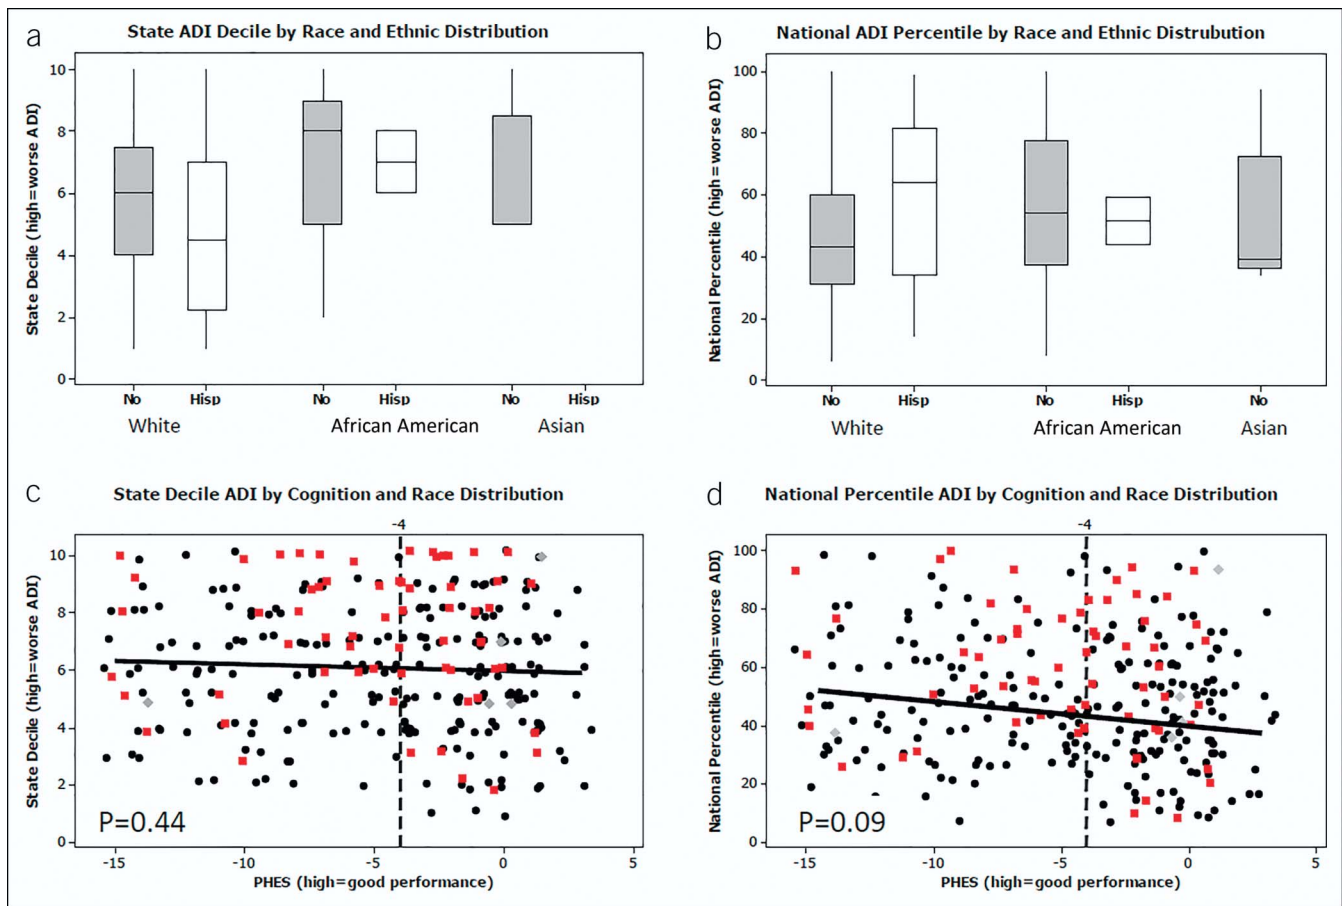 a
State ADI Decile by Race and Ethnic Distribution
State Decile (high=worse ADI)
10
8
6
4
2
0
No
Hisp
No
Hisp
No
Hisp
White
African American
Asian
b
National ADI Percentile by Race and Ethnic Distrubution
National Percentile (high=worse ADI)
100
80
60
40
20
0
No
Hisp
No
Hisp
No
White
African American
Asian
c
State Decile ADI by Cognition and Race Distribution
-4
State Decile (high=worse ADI)
10
8
6
4
2
0
P=0.44
-15
-10
-5
0
5
PHES (high=good performance)
d
National Percentile ADI by Cognition and Race Distribution
-4
National Percentile (high=worse ADI)
100
80
60
40
20
0
P=0.09
-15
-10
-5
0
5
PHES (high=good performance)